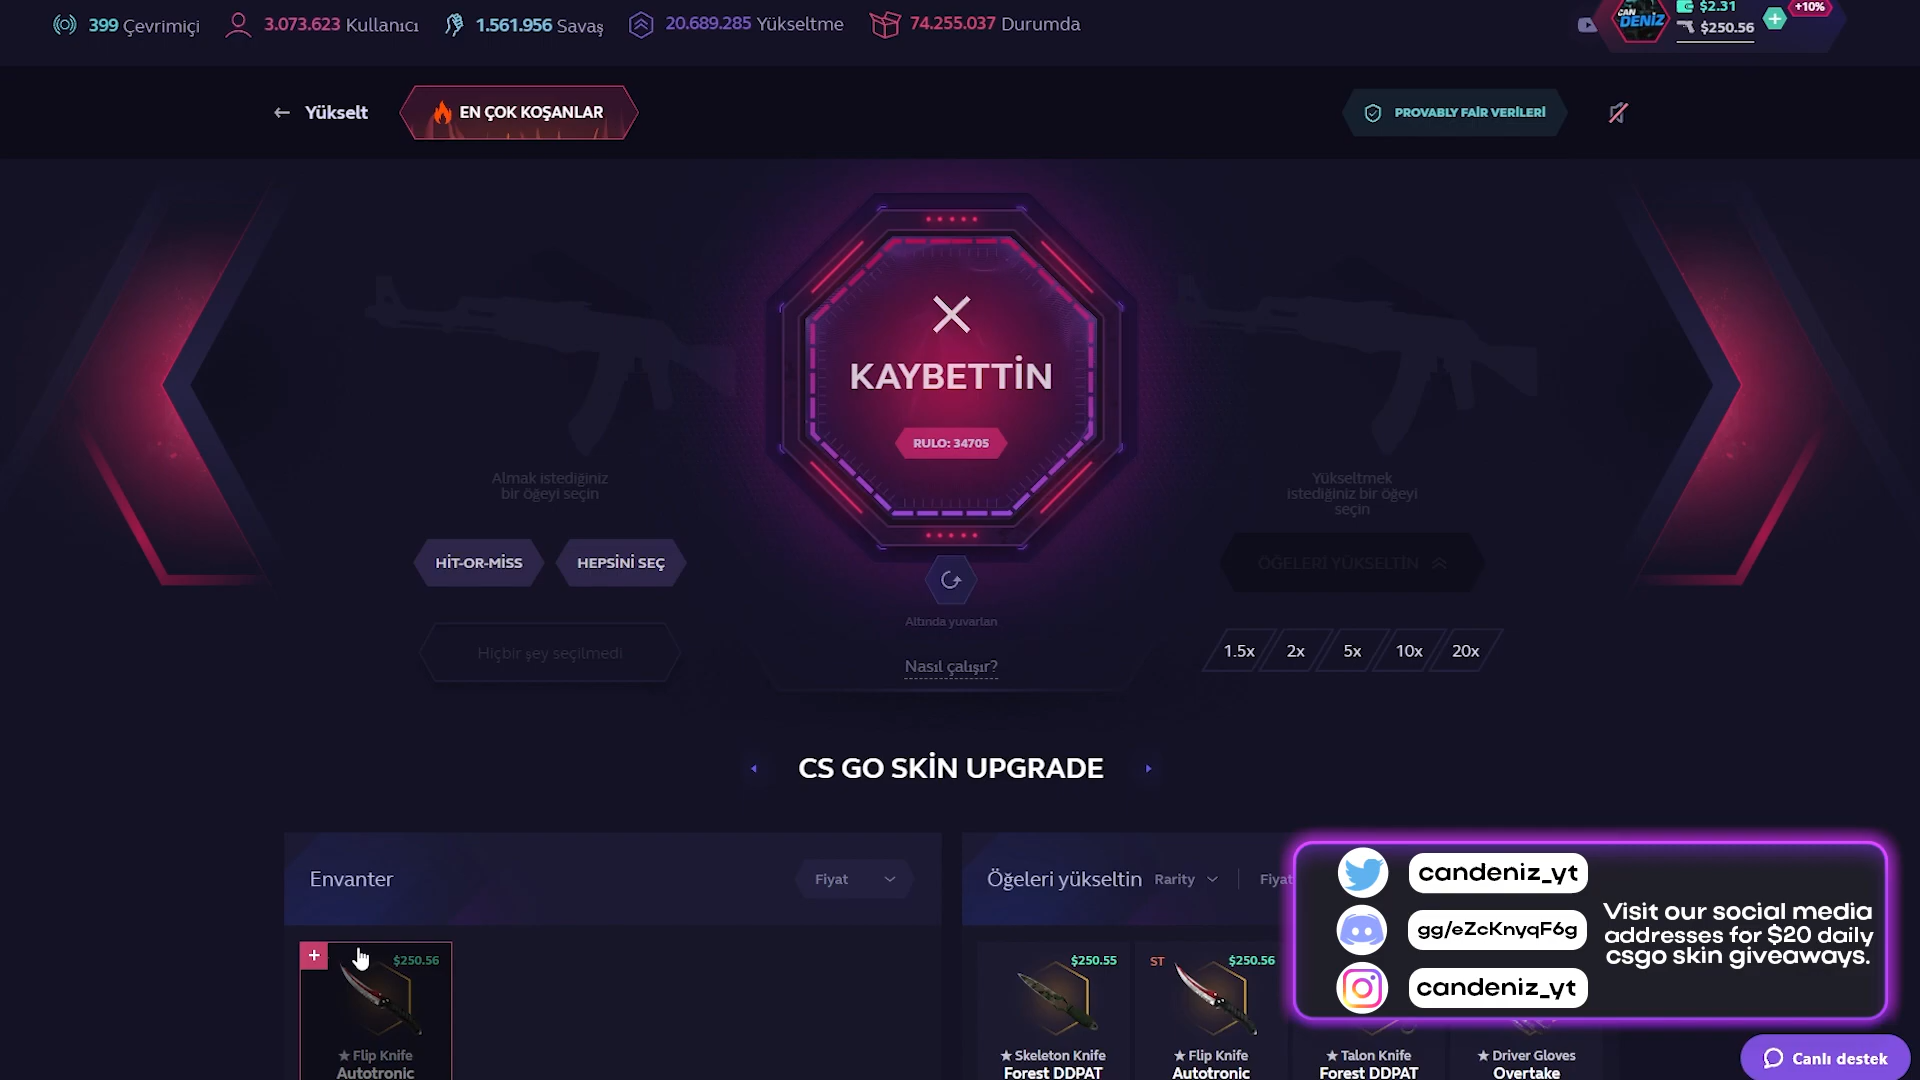 399 Çevrimiçi
3.073.623 Kullanıcı
1.561.956 Savaş
20.689.285 Yükseltme
74.255.037 Durumda
CAN
DENİZ
$2.31
$250.56
+10%
Yükselt
EN ÇOK KOŞANLAR
PROVABLY FAİR VERİLERİ
KAYBETTİN
RULO: 34705
Almak istediğiniz
bir öğeyi seçin
HİT-OR-MİSS
HEPSİNİ SEÇ
Hiçbir şey seçilmedi
Altında yuvarlan
Nasıl çalışır?
Yükseltmek
istediğiniz bir öğeyi
seçin
ÖĞELERİ YÜKSELTİN
1.5x
2x
5x
10x
20x
CS GO SKİN UPGRADE
Envanter
Fiyat
$250.56
★ Flip Knife
Autotronic
Öğeleri yükseltin
Rarity
Fiyat
$250.55
★ Skeleton Knife
Forest DDPAT
ST
$250.56
★ Flip Knife
Autotronic
★ Talon Knife
Forest DDPAT
★ Driver Gloves
Overtake
candeniz_yt
gg/eZcKnyqF6g
candeniz_yt
Visit our social media
addresses for $20 daily
csgo skin giveaways.
Canlı destek